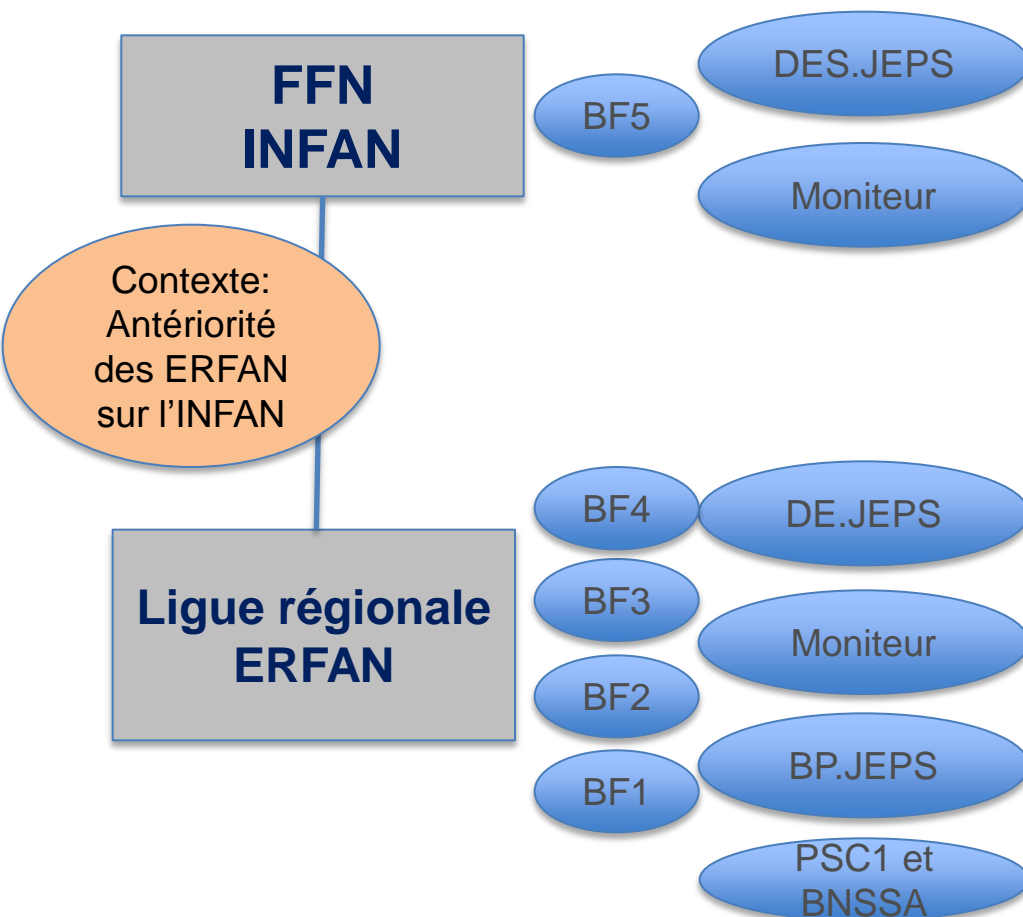 FFN
INFAN
BF5
DES.JEPS
Moniteur
Contexte:
Antériorité
des ERFAN
sur l’INFAN
Ligue régionale
ERFAN
BF4
BF3
BF2
BF1
DE.JEPS
Moniteur
BP.JEPS
PSC1 et
BNSSA